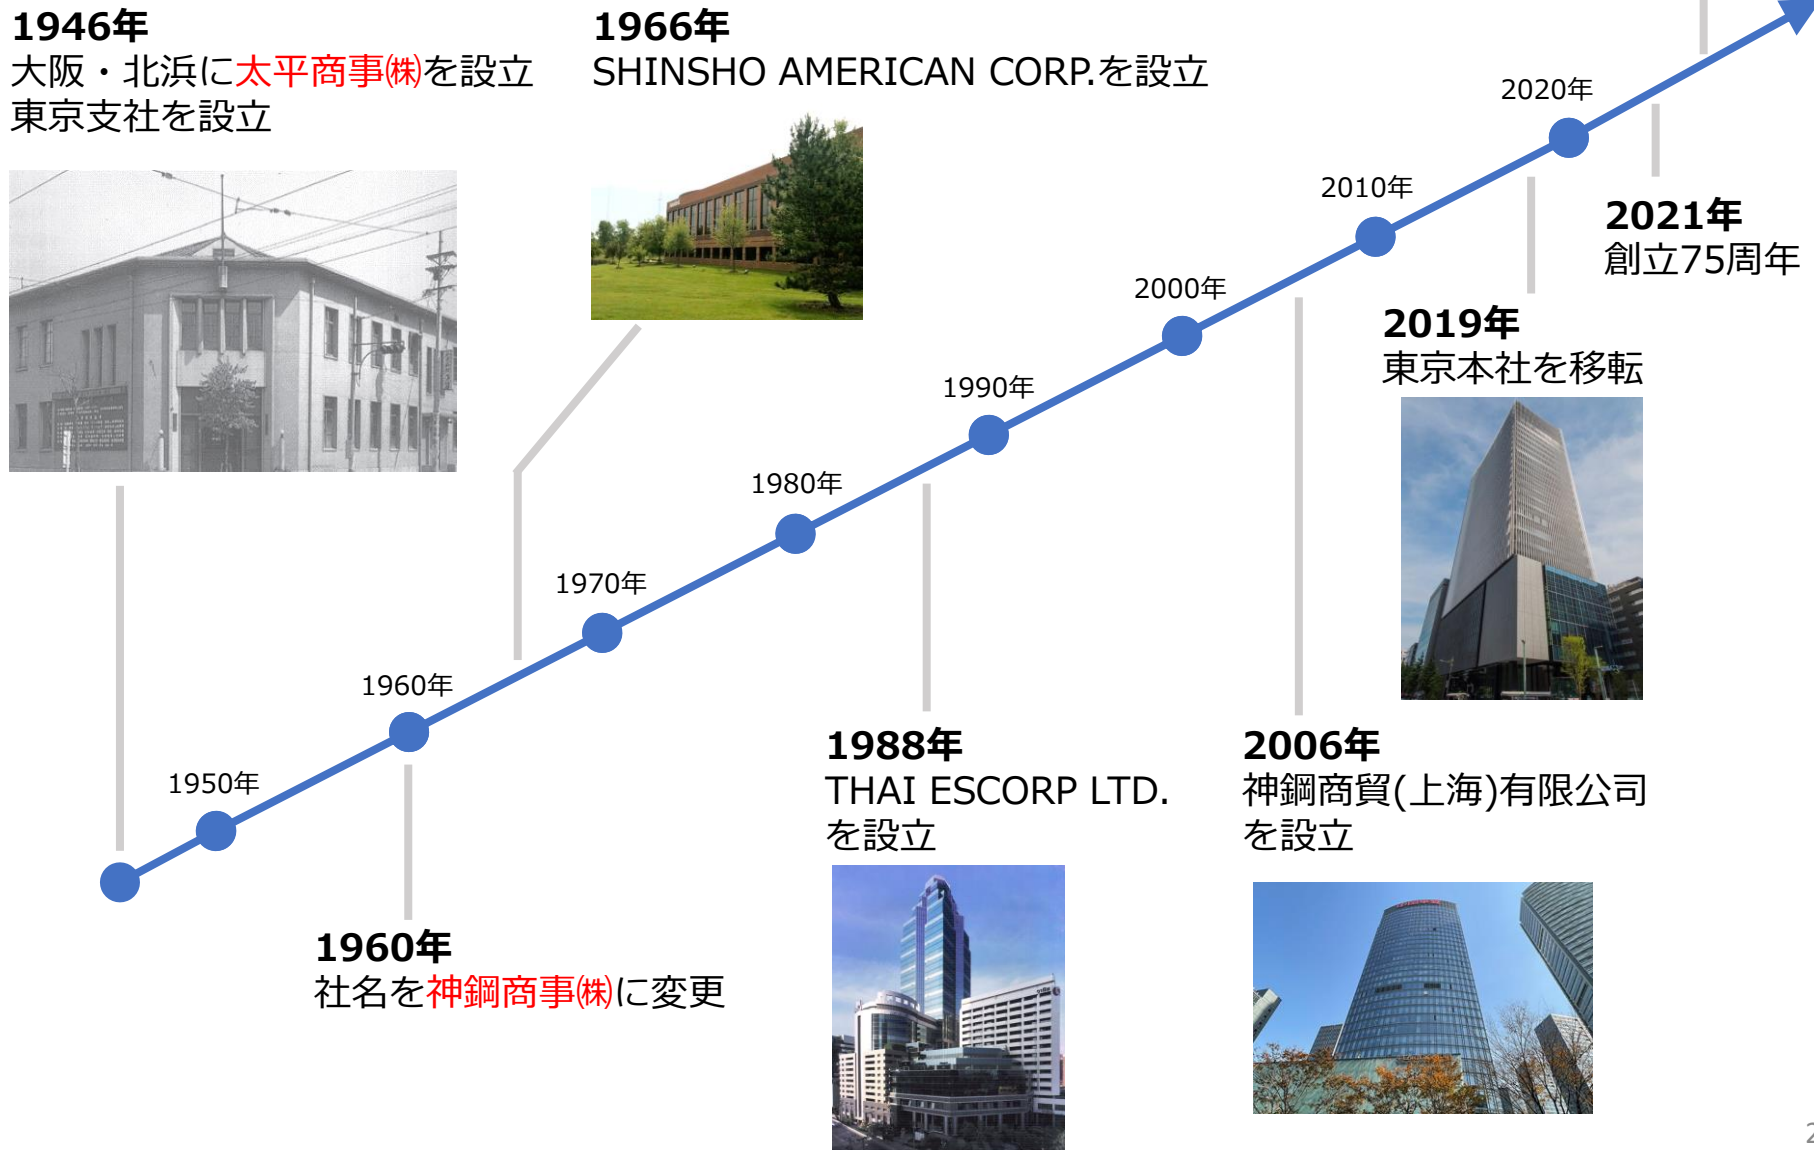 1946年
大阪・北浜に太平商事㈱を設立
東京支社を設立
1966年
SHINSHO AMERICAN CORP.を設立
2020年
2010年
2021年
創立75周年
2000年
2019年
東京本社を移転
1990年
1980年
1970年
1960年
1950年
1988年
THAI ESCORP LTD.
を設立
2006年
神鋼商貿(上海)有限公司
を設立
1960年
社名を神鋼商事㈱に変更
2